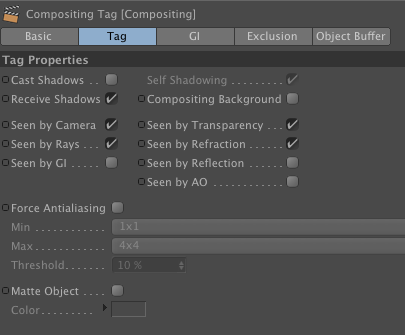 Compositing Tag [Compositing]
Basic Tag GI Exclusion Object Buffer
Tag Properties
Cast Shadows . . Self Shadowing . . . . . . . . .
Receive Shadows Compositing Background
Seen by Camera Seen by Transparency . . .
Seen by Rays . . . Seen by Refraction . . . . .
Seen by GI . . . . Seen by Reflection . . . . .
Seen by AO . . . . . . . . . . .
Force Antialiasing
Min . . . . . . . . . . . 1x1
Max . . . . . . . . . . . 4x4
Threshold. . . . . . 10 %
Matte Object . . . .
Color. . . . . . . . . .